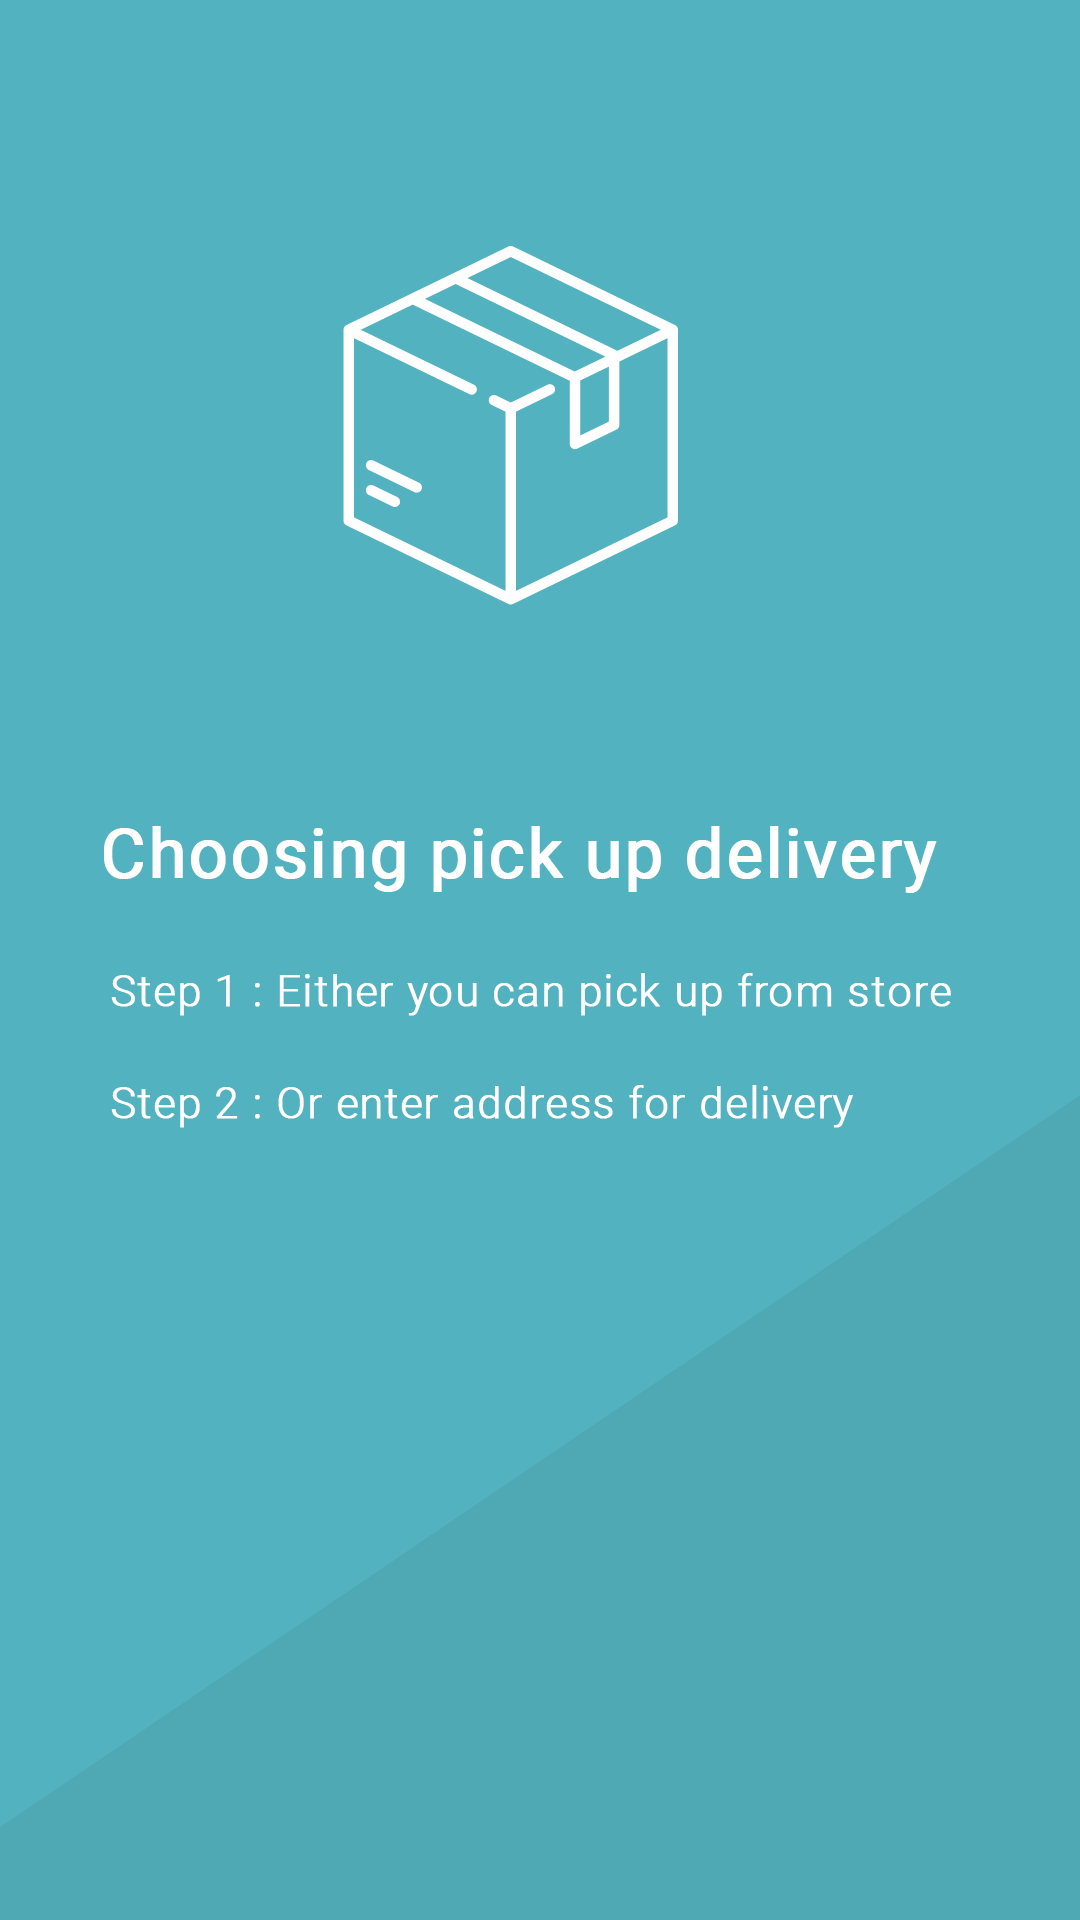 Choosing pick up delivery
Step 1 : Either you can pick up from store
Step 2 : Or enter address for delivery